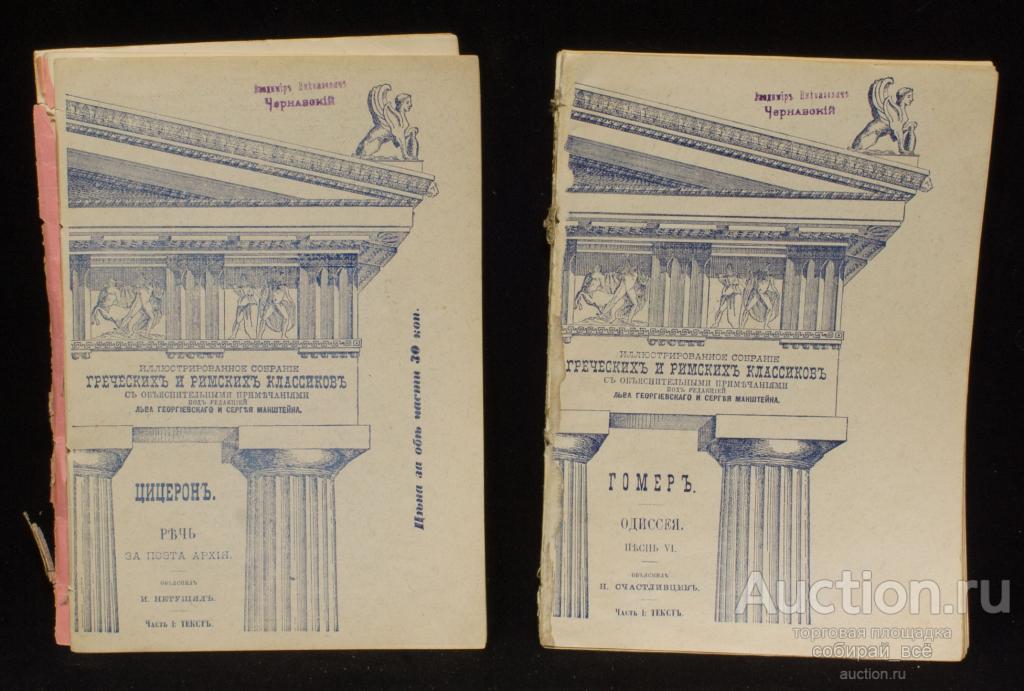 Владиміръ Николаевичъ
Чернавскій
ИЛЛЮСТРИРОВАННОЕ СОБРАНІЕ
ГРЕЧЕСКИХЪ И РИМСКИХЪ КЛАССИКОВЪ
СЪ ОБЪЯСНИТЕЛЬНЫМИ ПРИМѢЧАНІЯМИ
ПОДЪ РЕДАКЦІЕЙ
ЛЬВА ГЕОРГІЕВСКАГО И СЕРГѢЯ МАНШТЕЙНА.
ЦИЦЕРОНЪ.
РѢЧЬ
ЗА ПОЭТА АРХІЯ.
ОБЪЯСНИЛЪ
И. НЕТУШИЛЪ.
Часть I: ТЕКСТЪ.
Цѣна за обѣ части 30 коп.
Владиміръ Николаевичъ
Чернавскій
ИЛЛЮСТРИРОВАННОЕ СОБРАНІЕ
ГРЕЧЕСКИХЪ И РИМСКИХЪ КЛАССИКОВЪ
СЪ ОБЪЯСНИТЕЛЬНЫМИ ПРИМѢЧАНІЯМИ
ПОДЪ РЕДАКЦІЕЙ
ЛЬВА ГЕОРГІЕВСКАГО И СЕРГѢЯ МАНШТЕЙНА.
ГОМЕРЪ.
ОДИССЕЯ.
ПѢСНЬ VI.
ОБЪЯСНИЛЪ
Н. СЧАСТЛИВЦЕВЪ.
Часть I: ТЕКСТЪ.
Auction.ru
торговая площадка
собирай_всё
auction.ru